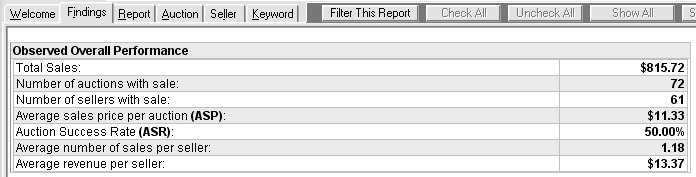 Welcome Findings Report Auction Seller Keyword Filter This Report Check All Uncheck All Show All S
Observed Overall Performance
Total Sales: $815.72
Number of auctions with sale: 72
Number of sellers with sale: 61
Average sales price per auction (ASP): $11.33
Auction Success Rate (ASR): 50.00%
Average number of sales per seller: 1.18
Average revenue per seller: $13.37